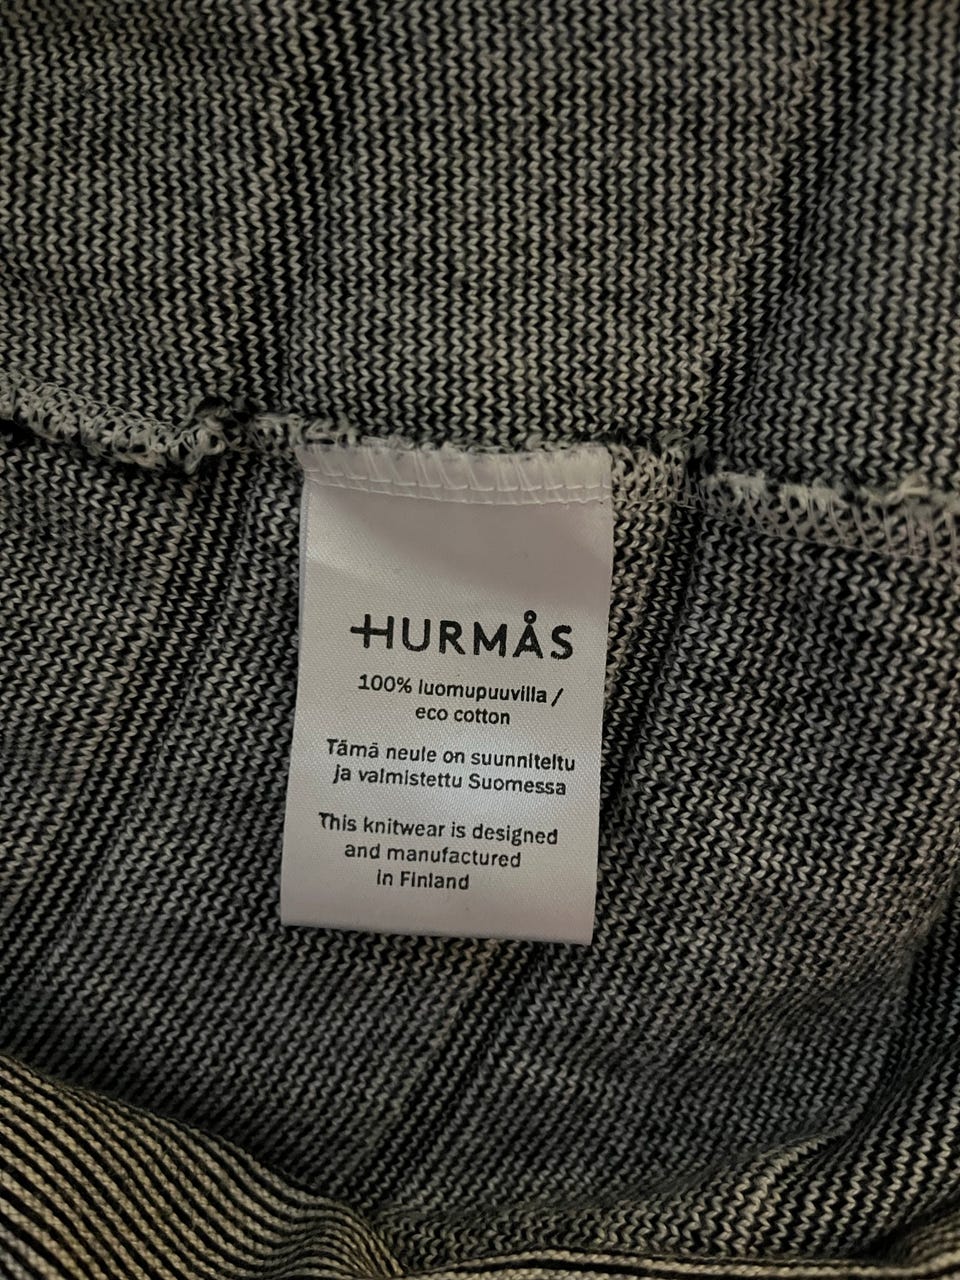 HURMÅS
100% luomupuuvilla /
eco cotton
Tämä neule on suunniteltu
ja valmistettu Suomessa
This knitwear is designed
and manufactured
in Finland